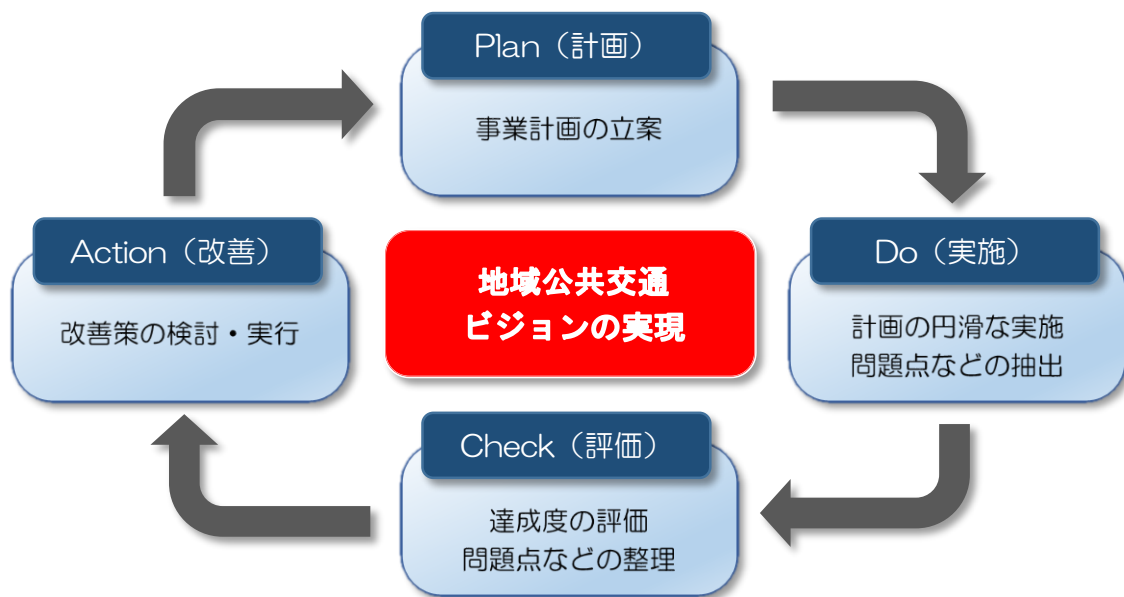 Plan（計画）
事業計画の立案
Action（改善）
改善策の検討・実行
地域公共交通
ビジョンの実現
Do（実施）
計画の円滑な実施
問題点などの抽出
Check（評価）
達成度の評価
問題点などの整理